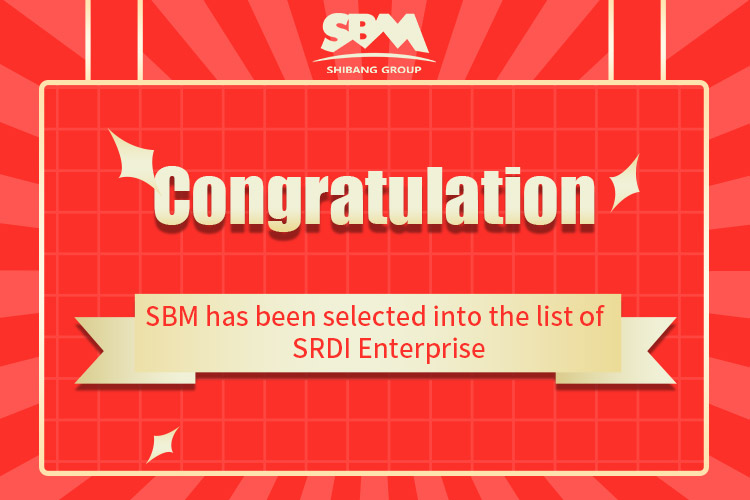 SBM
SHIBANG GROUP
Congratulation
SBM has been selected into the list of
SRDI Enterprise